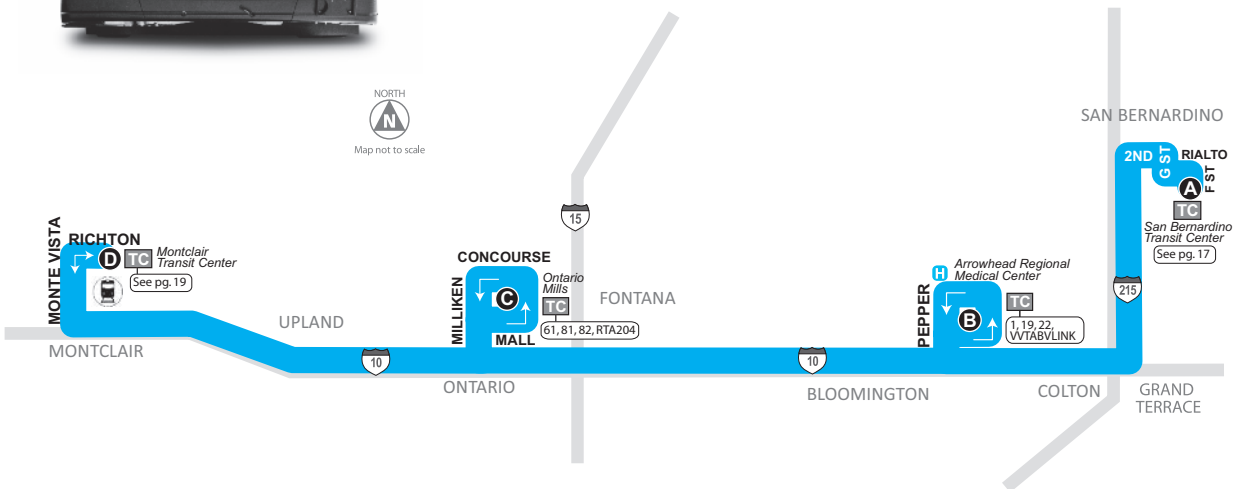 NORTH
N
Map not to scale
SAN BERNARDINO
2ND
G ST
RIALTO
F ST
A
TC
San Bernardino
Transit Center
See pg. 17
15
MONTE VISTA
RICHTON
D
TC
Montclair
Transit Center
See pg. 19
CONCOURSE
MILLIKEN
C
Ontario
Mills
TC
61, 81, 82, RTA204
MALL
FONTANA
H
Arrowhead Regional
Medical Center
PEPPER
B
TC
1, 19, 22,
VVTABVLINK
215
UPLAND
MONTCLAIR
10
10
ONTARIO
BLOOMINGTON
COLTON
GRAND
TERRACE